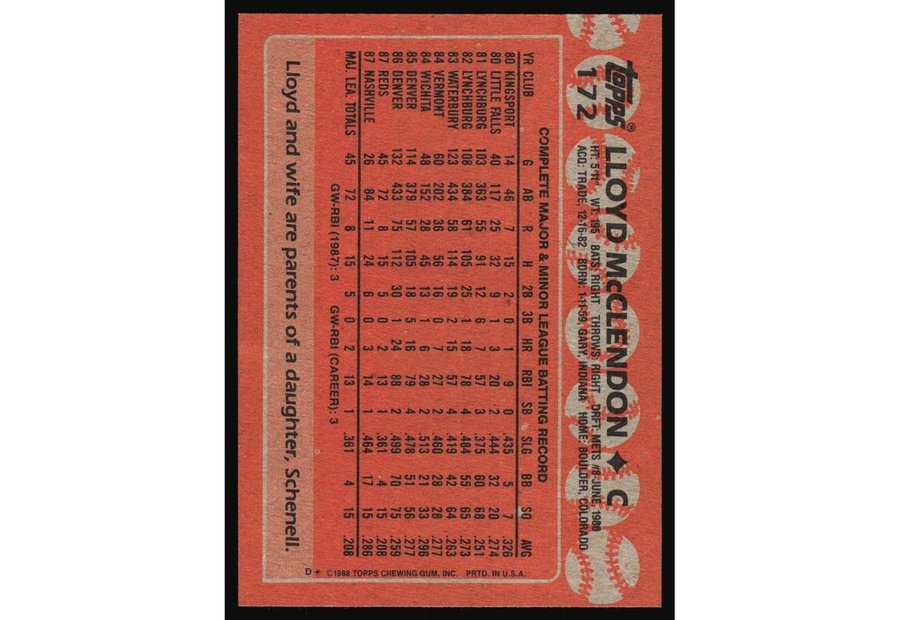 topps®
172
LLOYD McCLENDON ✦ C
HT: 5'11" WT: 195 BATS: RIGHT THROWS: RIGHT DRFT: METS #8-JUNE, 1980
ACQ: TRADE, 12-16-82 BORN: 1-11-59, GARY, INDIANA HOME: BOULDER, COLORADO
COMPLETE MAJOR & MINOR LEAGUE BATTING RECORD
YR CLUB G AB R H 2B 3B HR RBI SB SLG BB SO AVG
80 KINGSPORT 14 46 7 15 2 0 1 9 0 .435 5 7 .326
80 LITTLE FALLS 40 117 25 32 9 1 3 20 2 .444 32 20 .274
81 LYNCHBURG 103 363 55 91 12 6 7 57 3 .375 60 68 .251
82 LYNCHBURG 108 384 61 105 25 1 18 78 4 .484 55 65 .273
83 WATERBURY 123 434 58 114 19 2 15 57 4 .419 42 64 .263
84 VERMONT 60 202 36 56 16 0 7 27 2 .460 28 28 .277
84 WICHITA 48 152 28 45 13 1 6 28 2 .513 21 33 .296
85 DENVER 114 379 57 105 18 5 16 79 4 .478 51 56 .277
86 DENVER 132 433 75 112 30 1 24 88 2 .499 70 75 .259
87 REDS 45 72 8 15 5 0 2 13 1 .361 4 15 .208
87 NASHVILLE 26 84 11 24 6 0 3 14 1 .464 17 15 .286
MAJ. LEA. TOTALS 45 72 8 15 5 0 2 13 1 .361 4 15 .208
GW-RBI (1987): 3 GW-RBI (CAREER): 3
Lloyd and wife are parents of a daughter, Schenell.
D* ©1988 TOPPS CHEWING GUM, INC. PRTD. IN U.S.A.